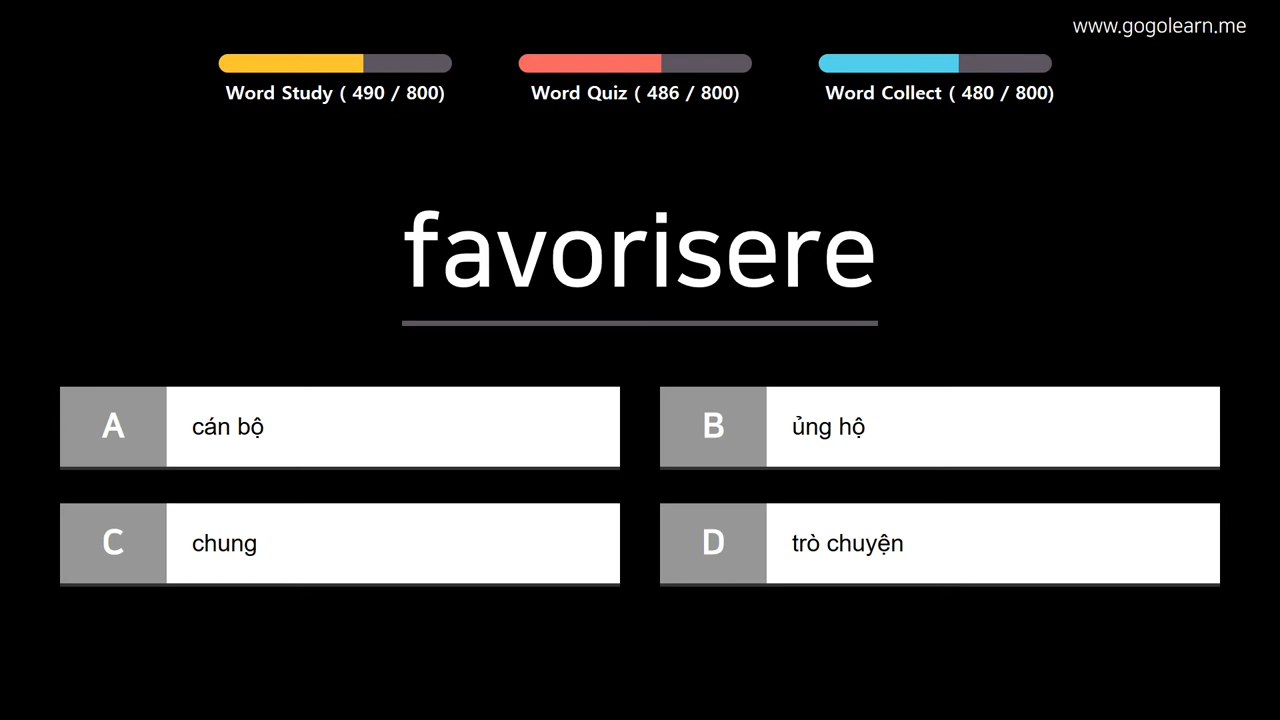 www.gogolearn.me
Word Study ( 490 / 800)
Word Quiz ( 486 / 800)
Word Collect ( 480 / 800)
favorisere
A cán bộ
B ủng hộ
C chung
D trò chuyện